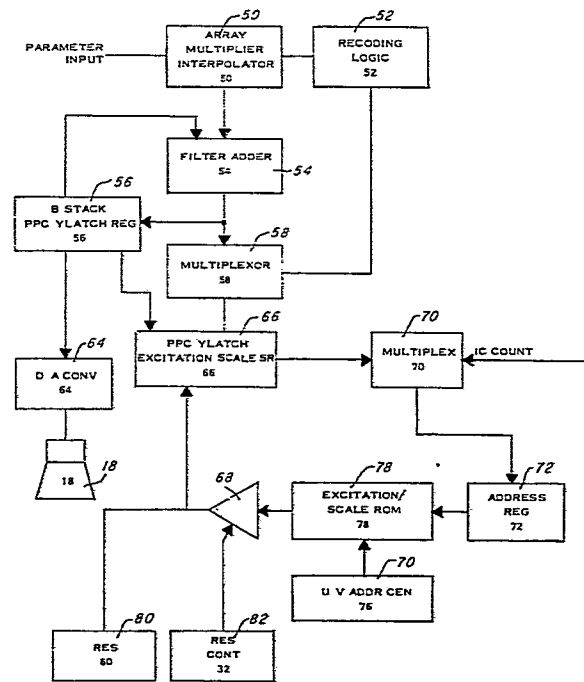 50
52
PARAMETER
INPUT
ARRAY
MULTIPLIER
INTERPOLATOR
50
RECODING
LOGIC
52
FILTER ADDER
54
54
56
B STACK
PPC YLATCH REG
56
58
MULTIPLEXOR
58
66
PPC YLATCH
EXCITATION SCALE SR
66
70
MULTIPLEX
70
IC COUNT
64
D A CONV
64
18
18
68
78
EXCITATION/
SCALE ROM
78
72
ADDRESS
REG
72
70
U V ADDR GEN
76
80
RES
80
82
RES
CONT
32